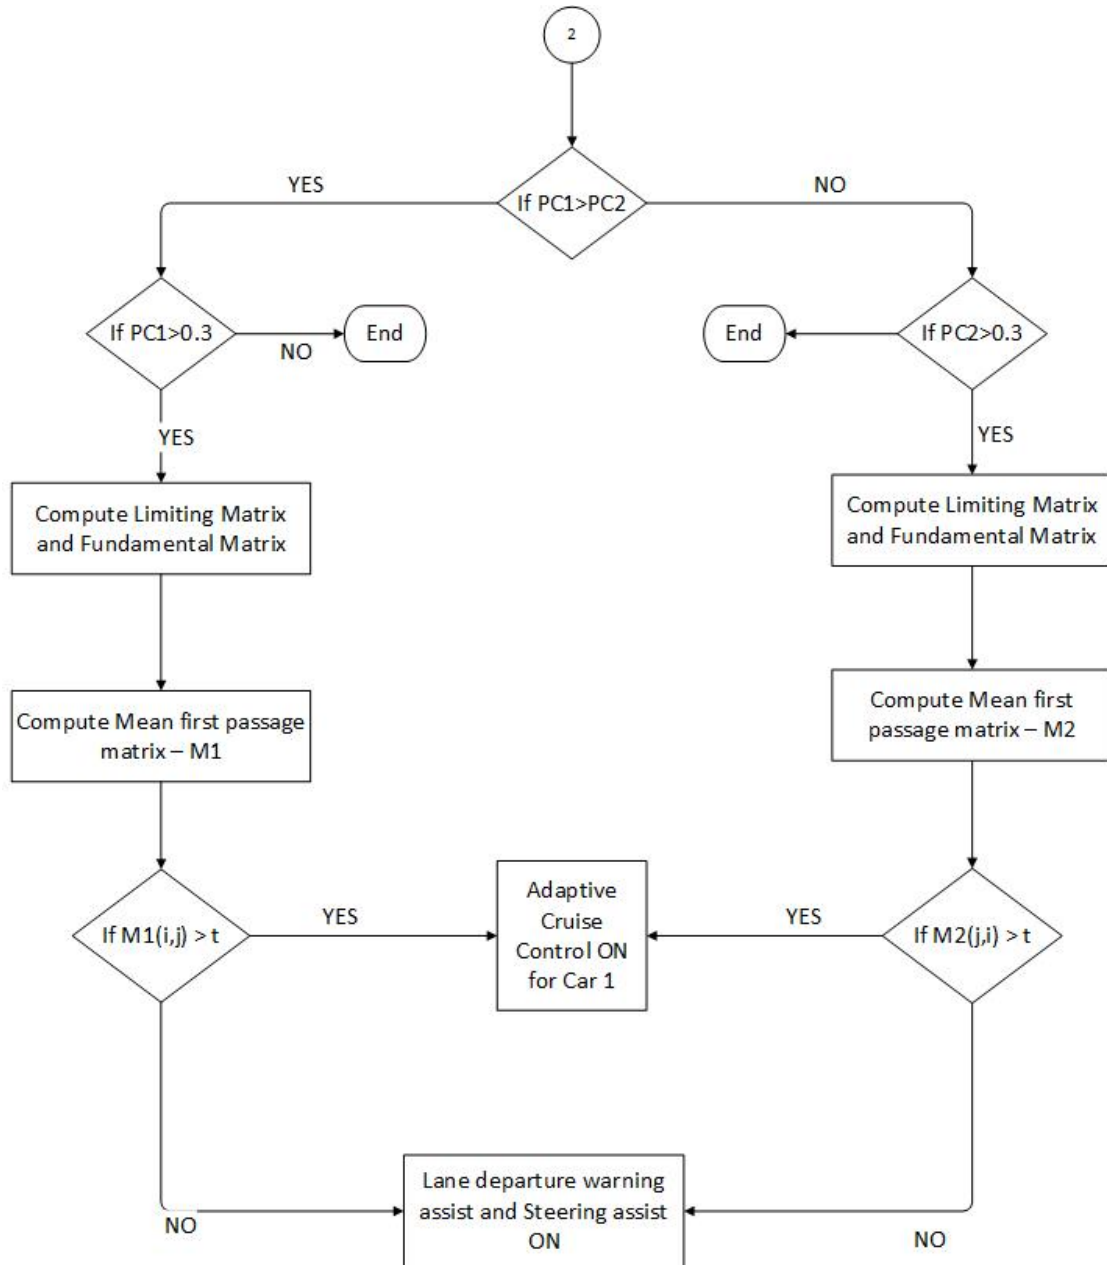 2
If PC1>PC2
YES
NO
If PC1>0.3
NO
End
End
If PC2>0.3
YES
YES
Compute Limiting Matrix
and Fundamental Matrix
Compute Limiting Matrix
and Fundamental Matrix
Compute Mean first passage
matrix – M1
Compute Mean first
passage matrix – M2
If M1(i,j) > t
YES
Adaptive
Cruise
Control ON
for Car 1
YES
If M2(j,i) > t
NO
Lane departure warning
assist and Steering assist
ON
NO